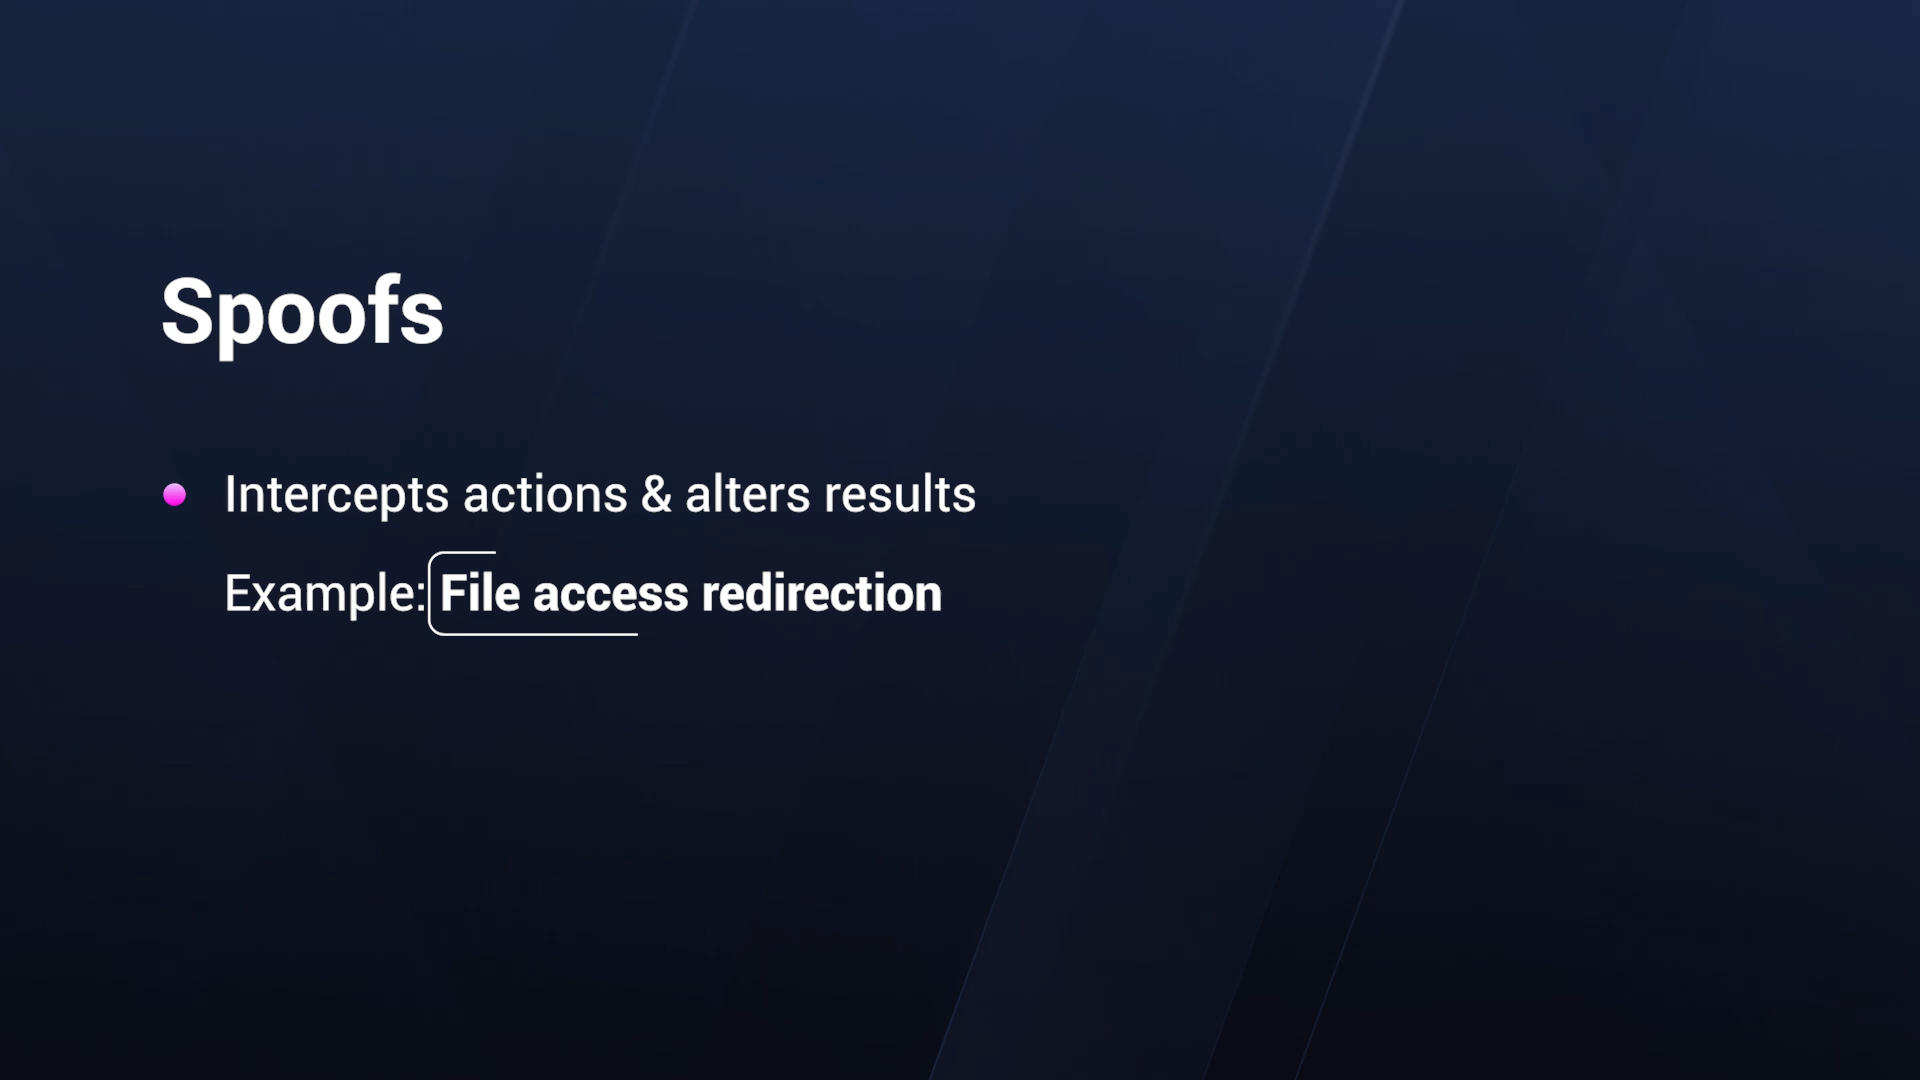 Spoofs
Intercepts actions & alters results
Example: File access redirection